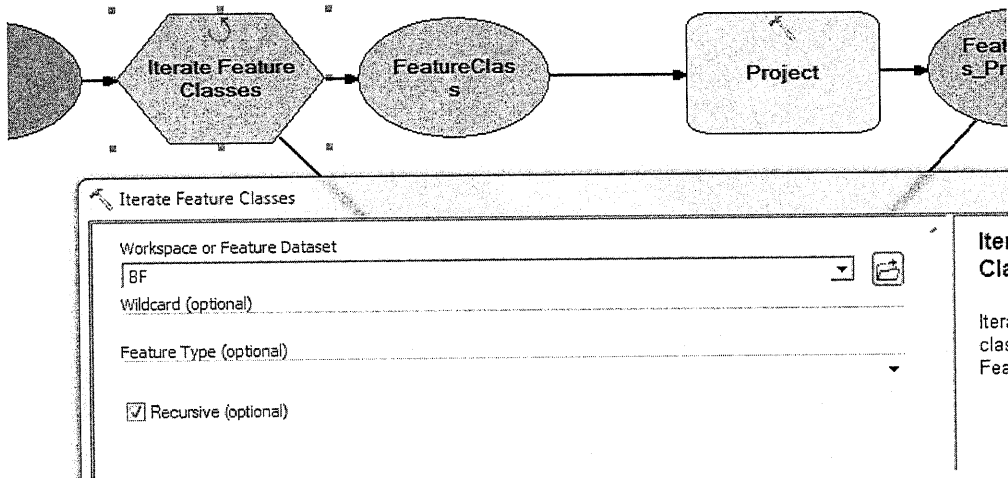 Iterate Feature
Classes
FeatureClas
s
Project
Feat
s_Pr
Iterate Feature Classes
Workspace or Feature Dataset
BF
Wildcard (optional)
Feature Type (optional)
Recursive (optional)
Iter
Cla
Itera
clas
Fea